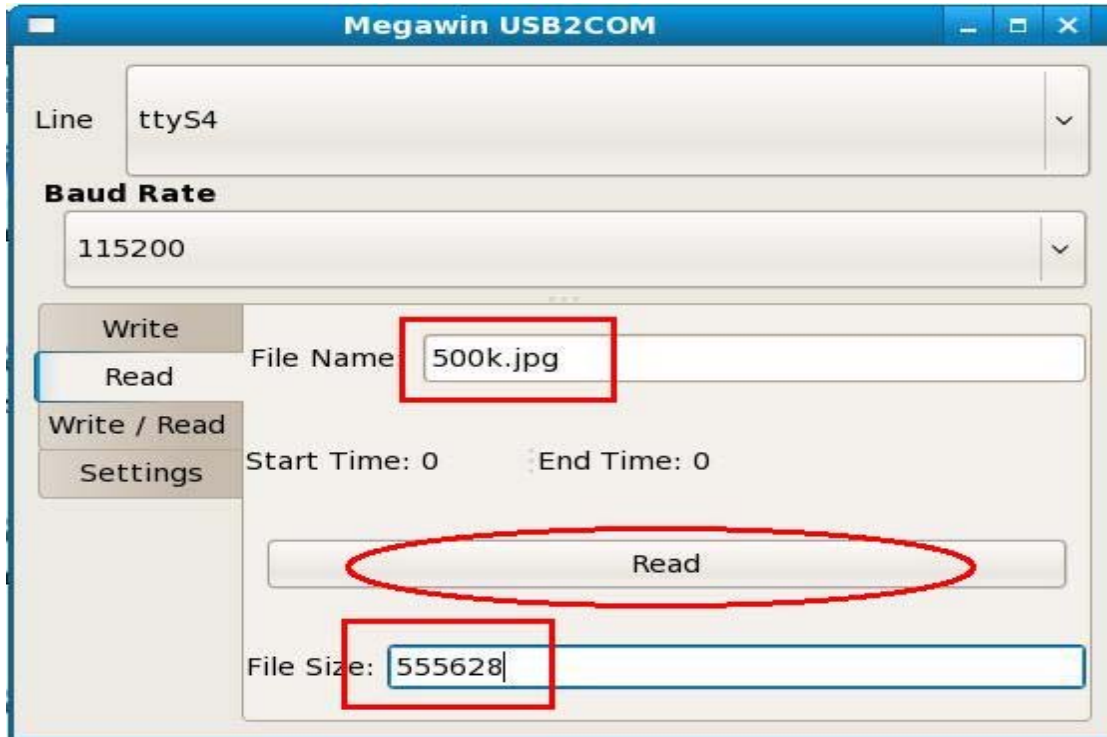 Megawin USB2COM
Line ttyS4
Baud Rate
115200
Write
Read
Write / Read
Settings
File Name 500k.jpg
Start Time: 0 End Time: 0
Read
File Size: 555628